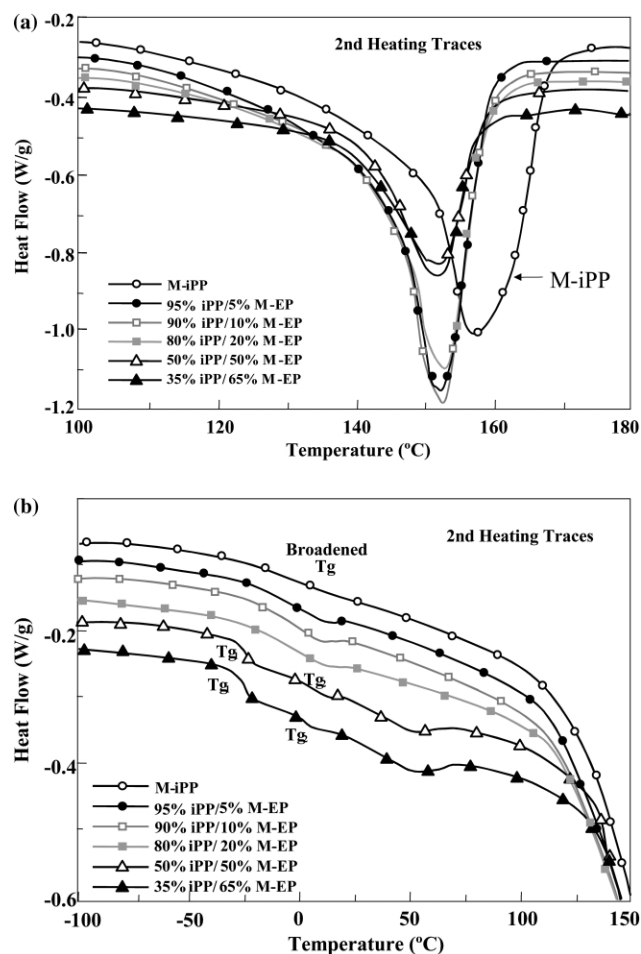 (a)
-0.2
2nd Heating Traces
-0.4
-0.6
-0.8
-1.0
-1.2
Heat Flow (W/g)
M-iPP
M-iPP
95% iPP/5% M-EP
90% iPP/10% M-EP
80% iPP/ 20% M-EP
50% iPP/ 50% M-EP
35% iPP/ 65% M-EP
100
120
140
160
180
Temperature (ºC)
(b)
2nd Heating Traces
Broadened
Tg
-0.2
Tg
Tg
Tg
Tg
-0.4
-0.6
Heat Flow (W/g)
M-iPP
95% iPP/5% M-EP
90% iPP/10% M-EP
80% iPP/ 20% M-EP
50% iPP/ 50% M-EP
35% iPP/ 65% M-EP
-100
-50
0
50
100
150
Temperature (ºC)